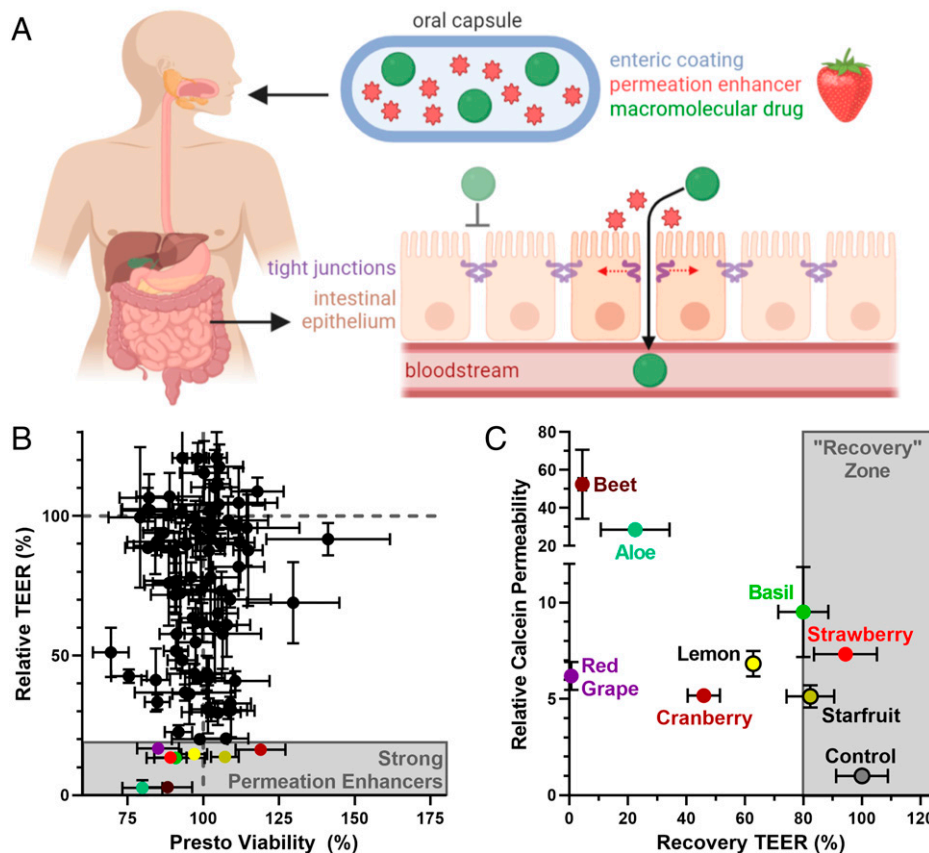 A
oral capsule
enteric coating
permeation enhancer
macromolecular drug
tight junctions
intestinal
epithelium
bloodstream
B
Relative TEER (%)
100
50
0
Strong
Permeation Enhancers
75
100
125
150
175
Presto Viability (%)
C
Relative Calcein Permeability
80
60
40
20
10
5
0
"Recovery"
Zone
Beet
Aloe
Basil
Strawberry
Lemon
Red
Grape
Cranberry
Starfruit
Control
0
20
40
60
80
100
120
Recovery TEER (%)